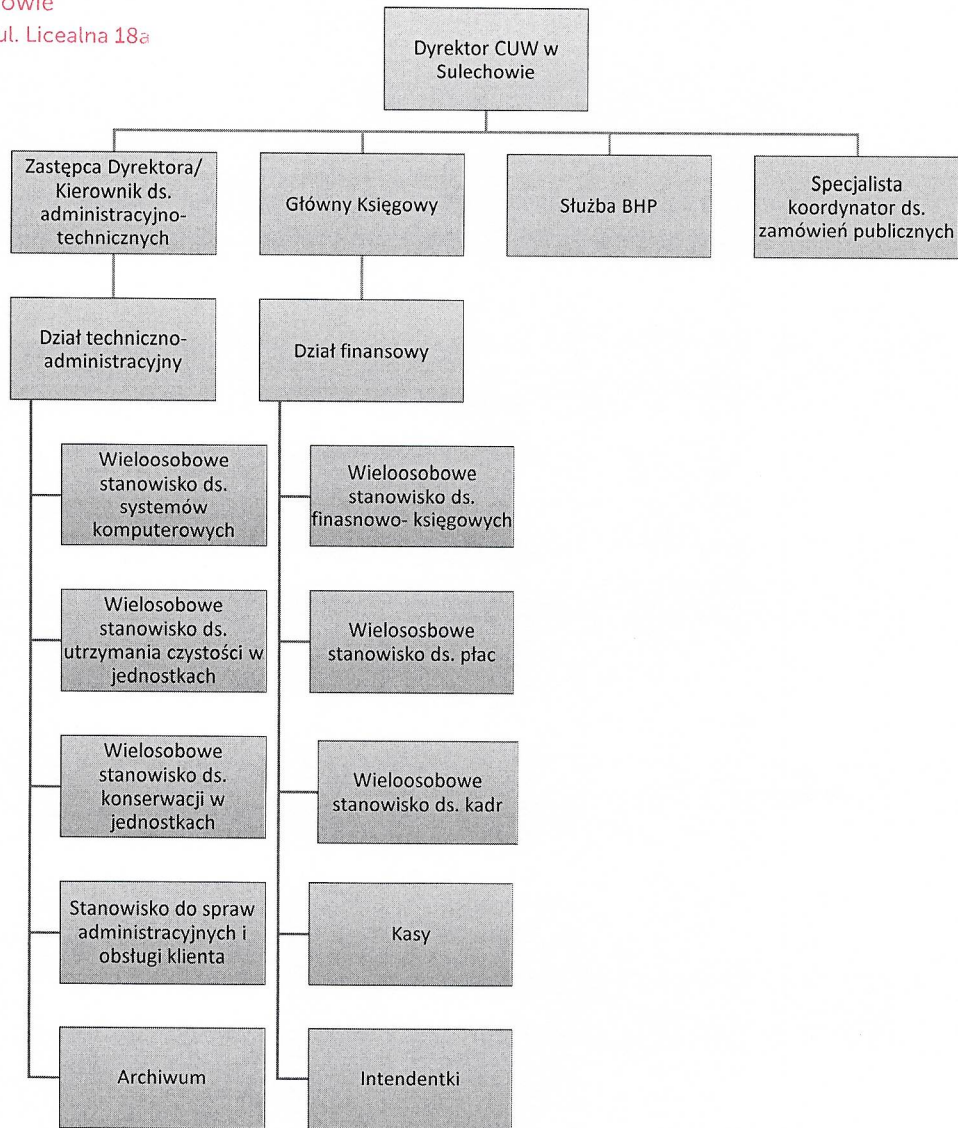 owie
ul. Licealna 18a
Dyrektor CUW w
Sulechowie
Zastępca Dyrektora/
Kierownik ds.
administracyjno-
technicznych
Główny Księgowy
Służba BHP
Specjalista
koordynator ds.
zamówień publicznych
Dział techniczno-
administracyjny
Dział finansowy
Wieloosobowe
stanowisko ds.
systemów
komputerowych
Wieloosobowe
stanowisko ds.
finasnowo- księgowych
Wielosobowe
stanowisko ds.
utrzymania czystości w
jednostkach
Wielososbowe
stanowisko ds. płac
Wielosobowe
stanowisko ds.
konserwacji w
jednostkach
Wieloosobowe
stanowisko ds. kadr
Stanowisko do spraw
administracyjnych i
obsługi klienta
Kasy
Archiwum
Intendentki